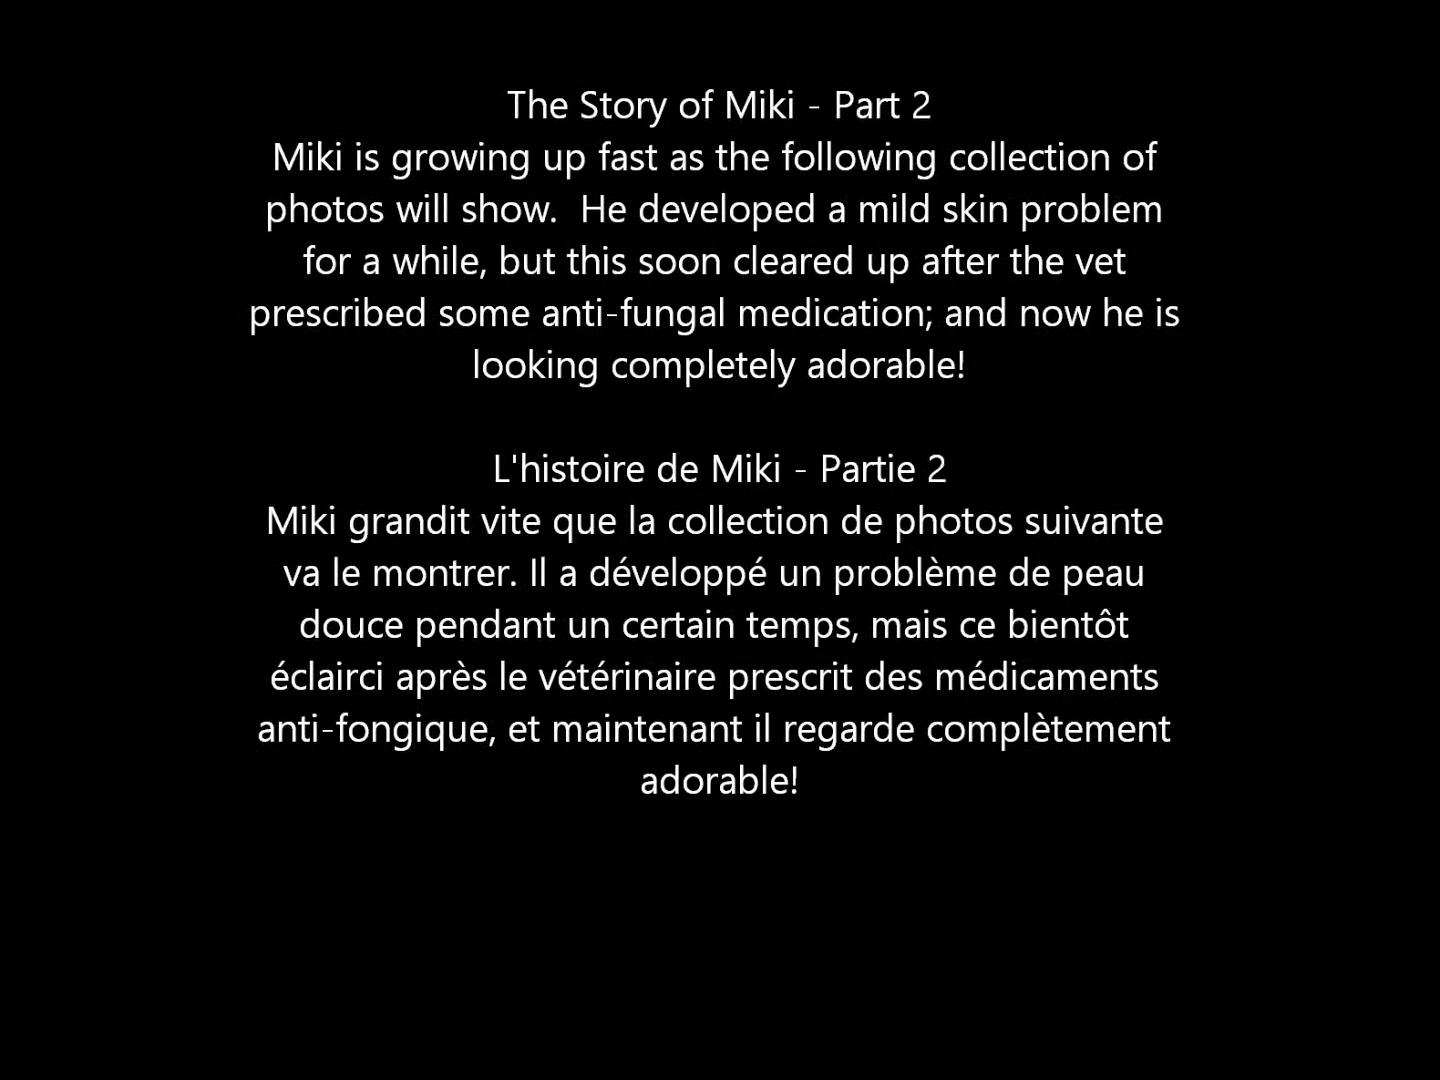 The Story of Miki - Part 2
Miki is growing up fast as the following collection of
photos will show.  He developed a mild skin problem
for a while, but this soon cleared up after the vet
prescribed some anti-fungal medication; and now he is
looking completely adorable!
L'histoire de Miki - Partie 2
Miki grandit vite que la collection de photos suivante
va le montrer. Il a développé un problème de peau
douce pendant un certain temps, mais ce bientôt
éclairci après le vétérinaire prescrit des médicaments
anti-fongique, et maintenant il regarde complètement
adorable!